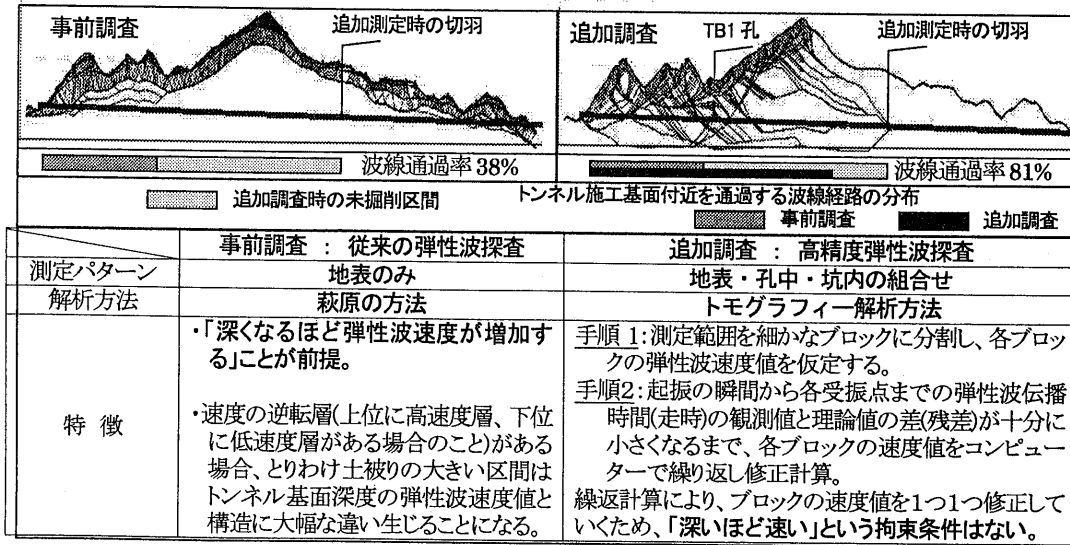 事前調査
追加測定時の切羽
追加調査
TB1 孔
追加測定時の切羽
波線通過率 38%
波線通過率 81%
追加調査時の未掘削区間
トンネル施工基面付近を通過する波線経路の分布
事前調査
追加調査
事前調査 : 従来の弾性波探査
追加調査 : 高精度弾性波探査
測定パターン
地表のみ
地表・孔中・坑内の組合せ
解析方法
萩原の方法
トモグラフィー解析方法
特 徴
・「深くなるほど弾性波速度が増加す
る」ことが前提。
・速度の逆転層(上位に高速度層、下位
に低速度層がある場合のこと)がある
場合、とりわけ土被りの大きい区間は
トンネル基面深度の弾性波速度値と
構造に大幅な違い生じることになる。
手順 1:測定範囲を細かなブロックに分割し、各ブロッ
クの弾性波速度値を仮定する。
手順2:起振の瞬間から各受振点までの弾性波伝播
時間(走時)の観測値と理論値の差(残差)が十分に
小さくなるまで、各ブロックの速度値をコンピュー
ターで繰り返し修正計算。
繰返計算により、ブロックの速度値を1つ1つ修正して
いくため、「深いほど速い」という拘束条件はない。